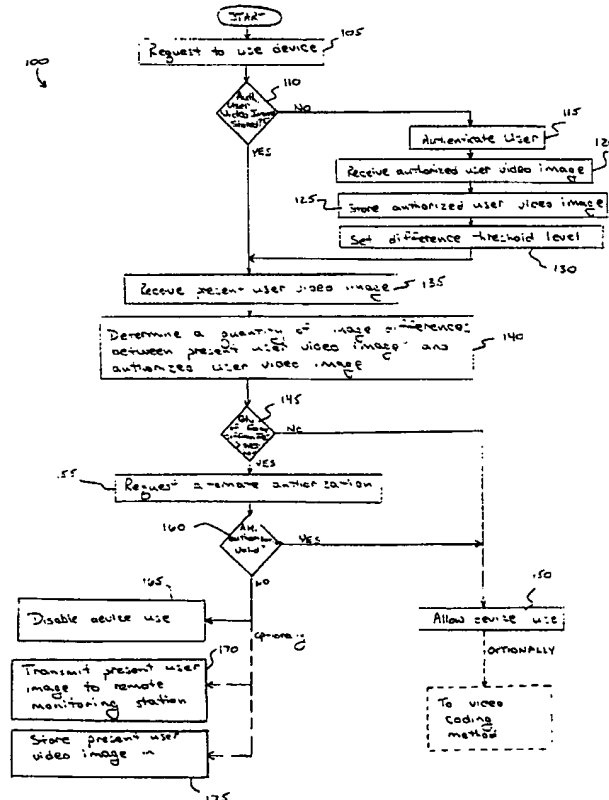 START
Request to use device
105
100
110
Auth.
User
Video Image
Stored?
NO
YES
115
Authenticate User
120
Receive authorized user video image
125
Store authorized user video image
Set difference threshold level
130
Receive present user video image
135
Determine a quantity of image differences
between present user video image and
authorized user video image
140
145
Qty
NO
YES
155
Request alternate authorization
160
Alt.
valid?
YES
NO
165
Disable device use
optionally
170
Transmit present user
image to remote
monitoring station
Store present user
video image in
175
150
Allow device use
OPTIONALLY
To video
coding
method